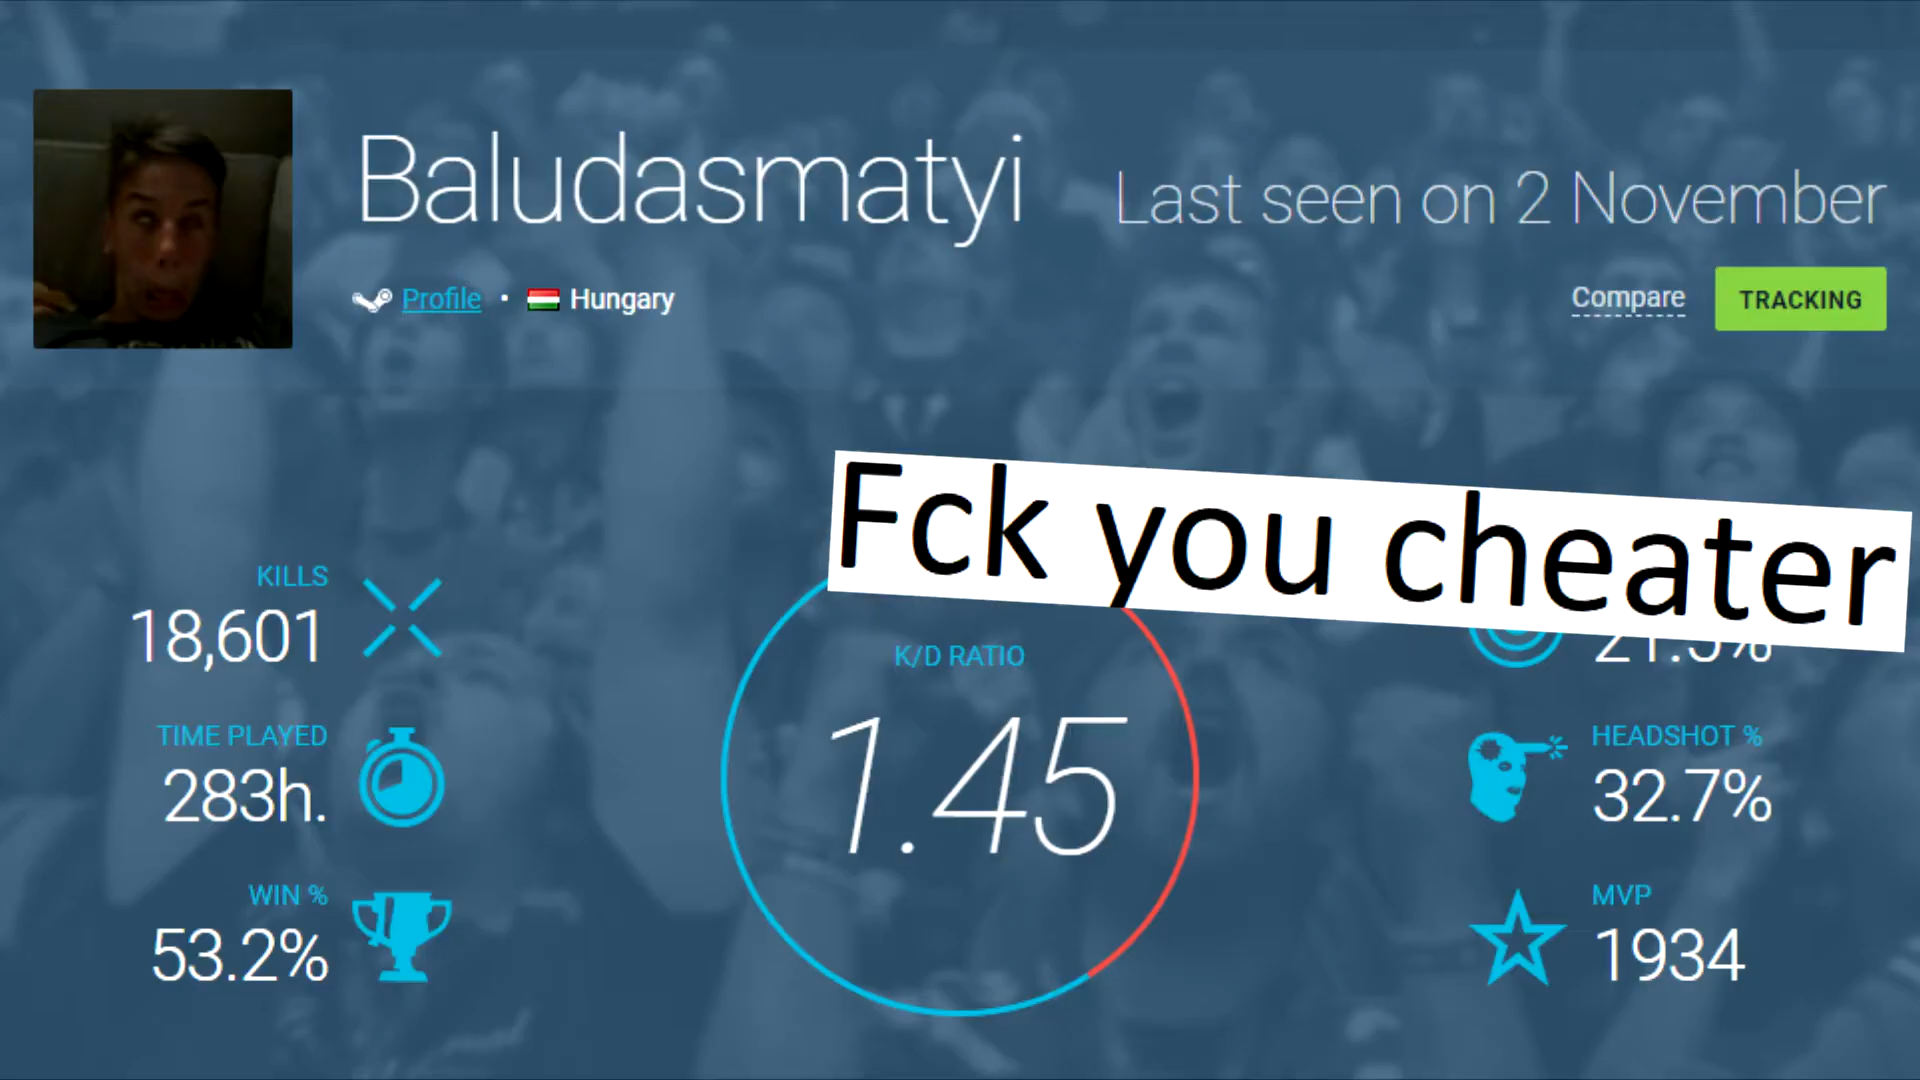 Baludasmatyi
Last seen on 2 November
Profile • Hungary
Compare
TRACKING
Fck you cheater
KILLS
18,601
TIME PLAYED
283h.
WIN %
53.2%
K/D RATIO
1.45
HEADSHOT %
32.7%
MVP
1934